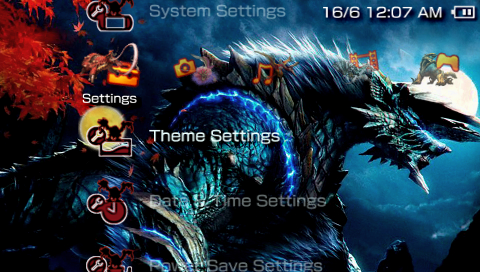 System Settings
16/6 12:07 AM
Settings
Theme Settings
Date & Time Settings
Power Save Settings